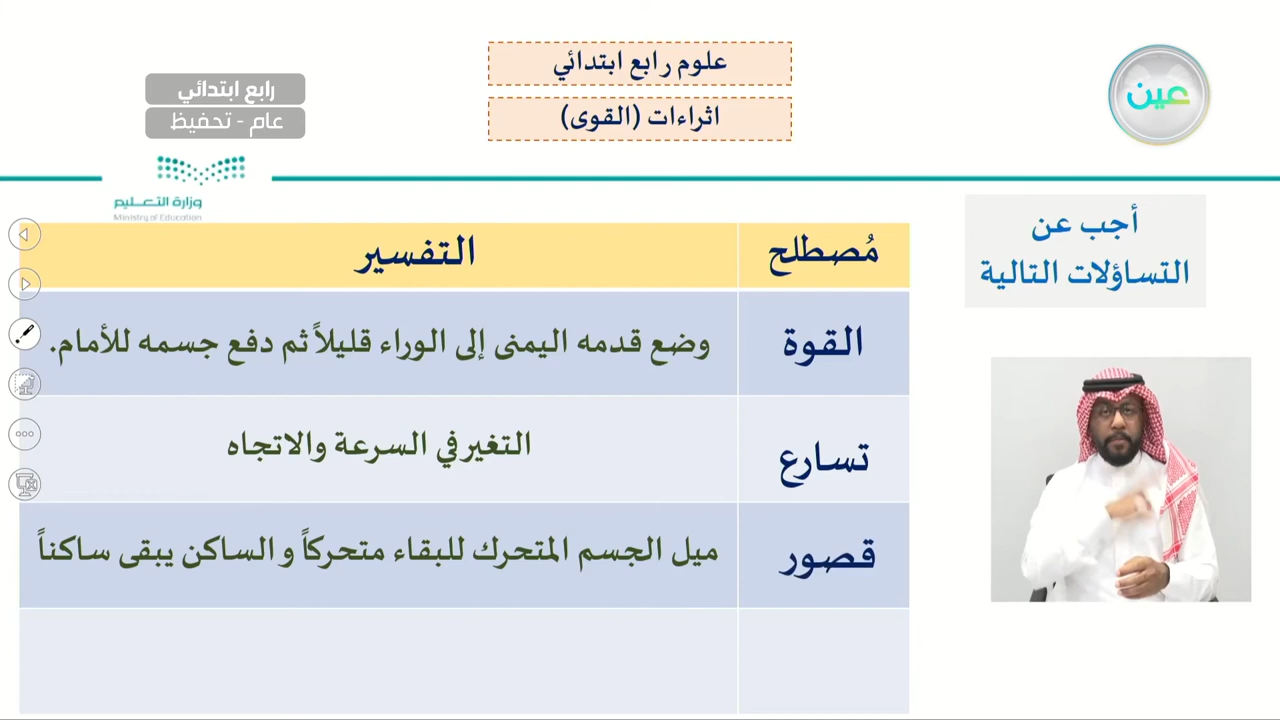 علوم رابع ابتدائي
اثراءات (القوى)
عين
رابع ابتدائي
عام - تحفيظ
وزارة التعليم
Ministry of Education
أجب عن
التساؤلات التالية
مُصطلح التفسير
القوة وضع قدمه اليمنى إلى الوراء قليلاً ثم دفع جسمه للأمام.
تسارع التغير في السرعة والاتجاه
قصور ميل الجسم المتحرك للبقاء متحركاً و الساكن يبقى ساكناً